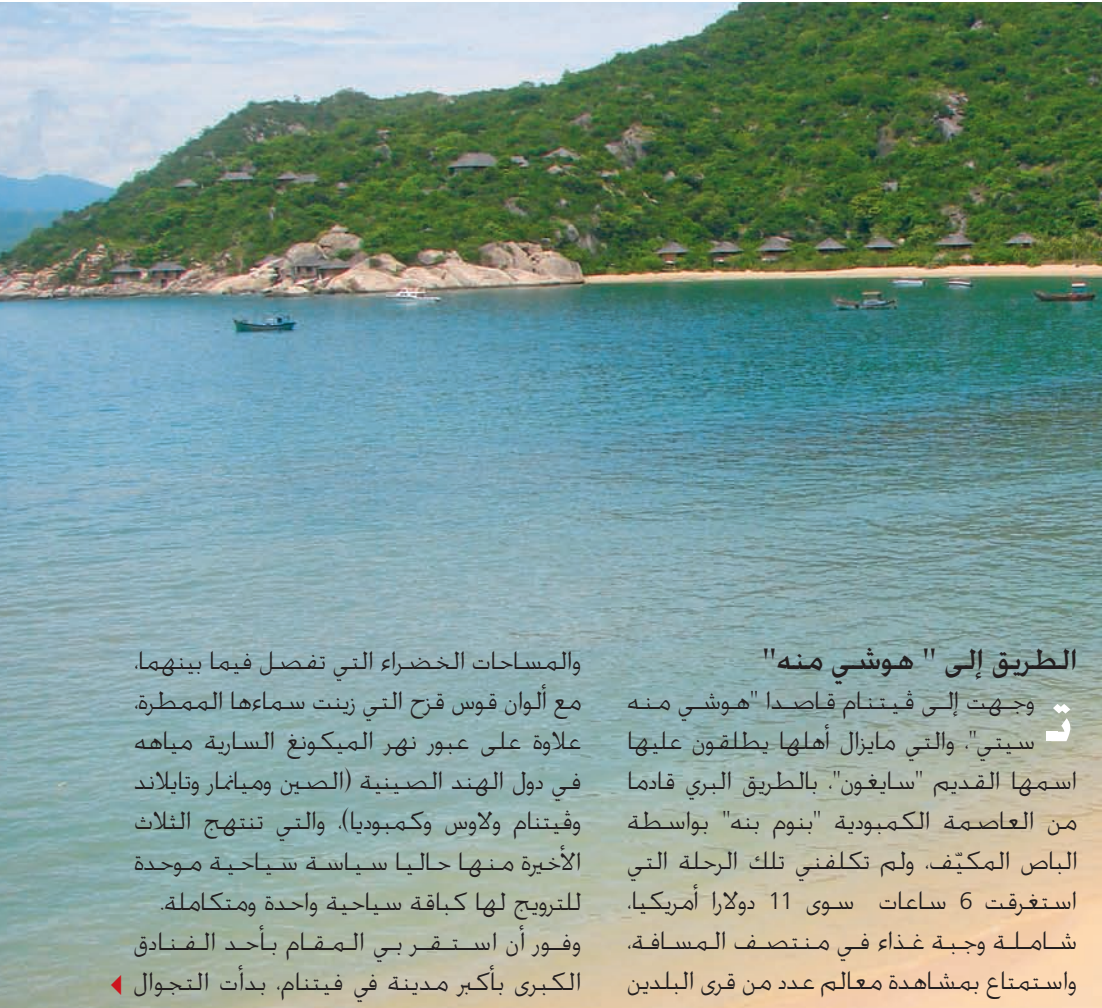 الطريق إلى " هوشي منه"
توجهت إلى ڤيتنام قاصدا "هوشي منه
سيتي"، والتي مايزال أهلها يطلقون عليها
اسمها القديم "سايغون"، بالطريق البري قادما
من العاصمة الكمبودية "بنوم بنه" بواسطة
الباص المكيّف، ولم تكلفني تلك الرحلة التي
استغرقت 6 ساعات سوى 11 دولارا أمريكيا،
شاملة وجبة غذاء في منتصف المسافة،
واستمتاع بمشاهدة معالم عدد من قرى البلدين
والمساحات الخضراء التي تفصل فيما بينهما،
مع ألوان قوس قزح التي زينت سماءها الممطرة،
علاوة على عبور نهر الميكونغ السارية مياهه
في دول الهند الصينية (الصين وميانمار وتايلاند
وڤيتنام ولاوس وكمبوديا)، والتي تنتهج الثلاث
الأخيرة منها حاليا سياسة سياحية موحدة
للترويج لها كباقة سياحية واحدة ومتكاملة.
وفور أن استقر بي المقام بأحد الفنادق
الكبرى بأكبر مدينة في فيتنام، بدأت التجوال